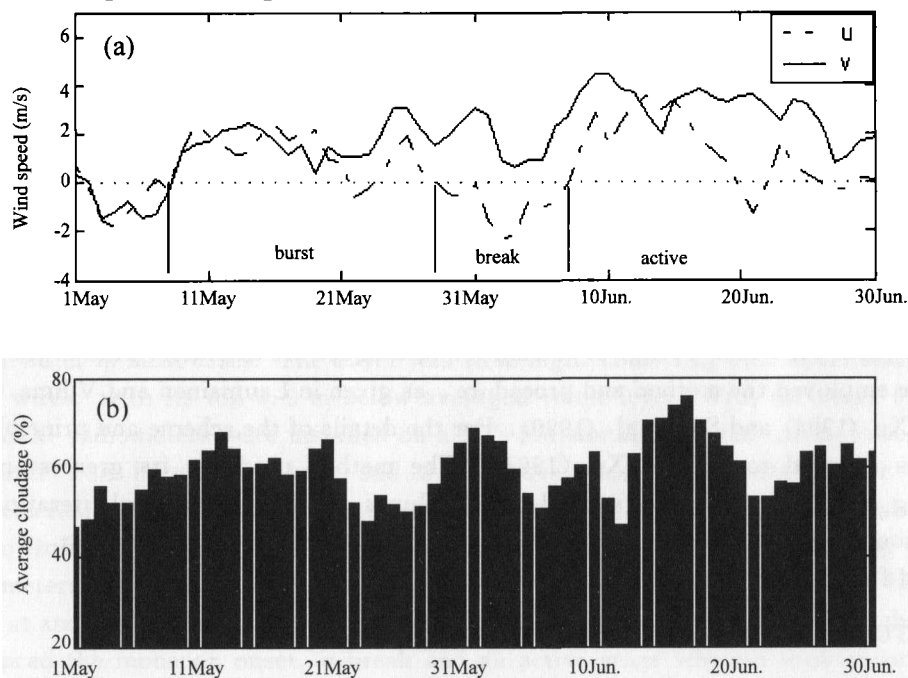 (a)
u
v
Wind speed (m/s)
6
4
2
0
-2
-4
burst
break
active
1May
11May
21May
31May
10Jun.
20Jun.
30Jun.
(b)
Average cloudage (%)
80
60
40
20
1May
11May
21May
31May
10Jun.
20Jun.
30Jun.